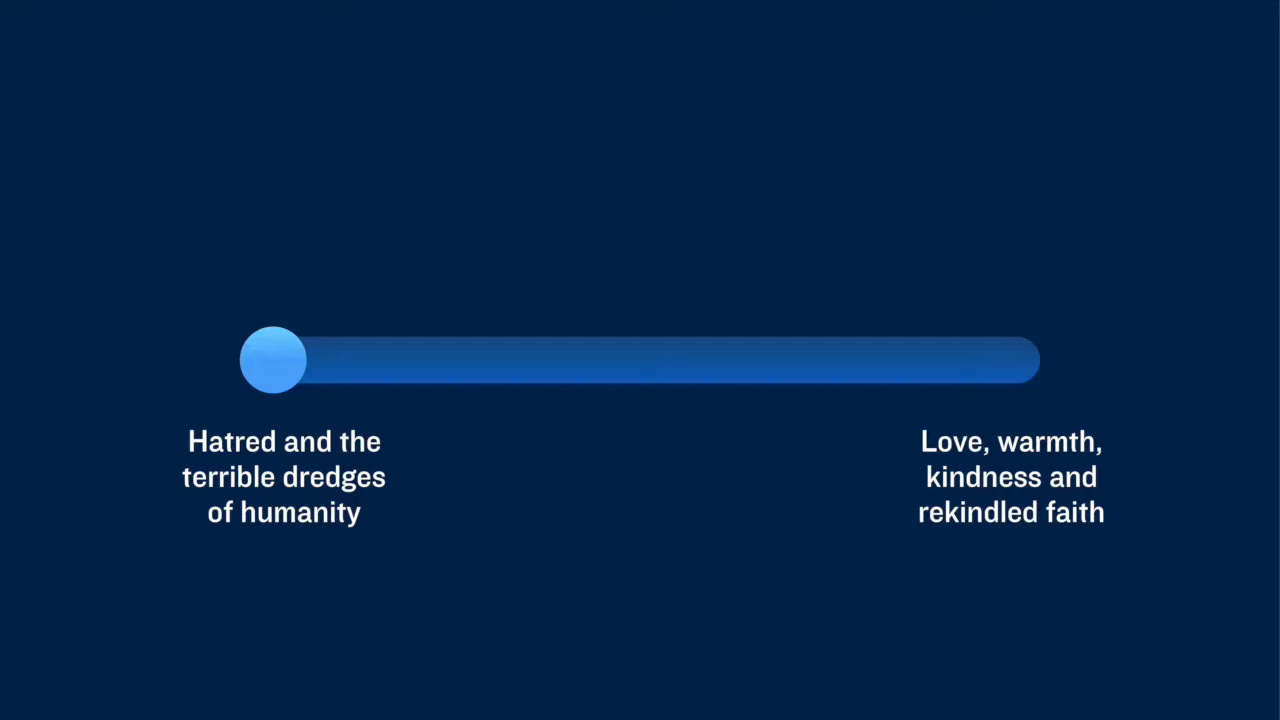 Hatred and the
terrible dredges
of humanity
Love, warmth,
kindness and
rekindled faith